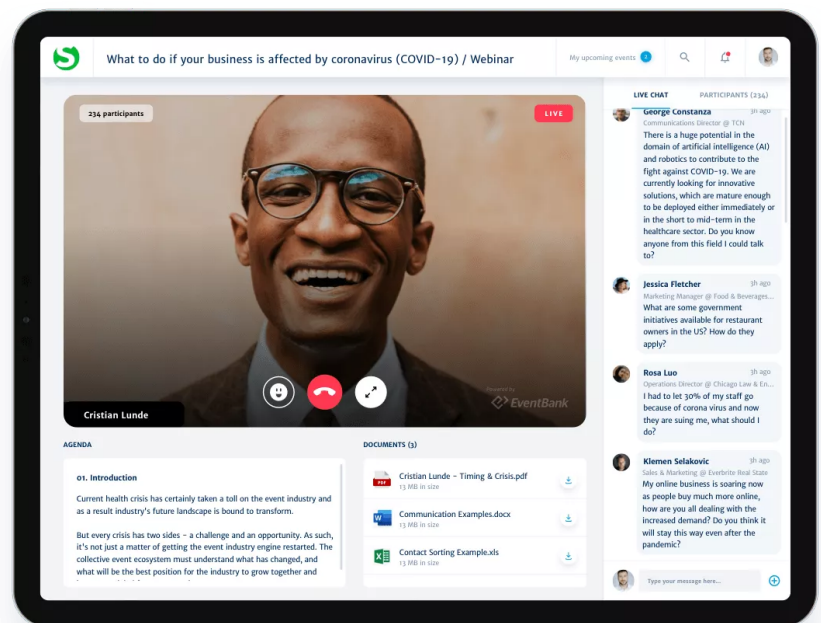 What to do if your business is affected by coronavirus (COVID-19) / Webinar
My upcoming events 2
234 participants
LIVE
Cristian Lunde
Powered by
EventBank
AGENDA
01. Introduction
Current health crisis has certainly taken a toll on the event industry and
as a result industry's future landscape is bound to transform.
But every crisis has two sides - a challenge and an opportunity. As such,
it's not just a matter of getting the event industry engine restarted. The
collective event ecosystem must understand what has changed, and
what will be the best position for the industry to grow together and
DOCUMENTS (3)
PDF
Cristian Lunde - Timing & Crisis.pdf
13 MB in size
W
Communication Examples.docx
13 MB in size
X
Contact Sorting Example.xls
13 MB in size
LIVE CHAT
PARTICIPANTS (234)
George Constanza 3h ago
Communications Director @ TCN
There is a huge potential in the
domain of artificial intelligence (AI)
and robotics to contribute to the
fight against COVID-19. We are
currently looking for innovative
solutions, which are mature enough
to be deployed either immediately or
in the short to mid-term in the
healthcare sector. Do you know
anyone from this field I could talk
to?
Jessica Fletcher 3h ago
Marketing Manager @ Food & Beverages...
What are some government
initiatives available for restaurant
owners in the US? How do they
apply?
Rosa Luo 3h ago
Operations Director @ Chicago Law & En...
I had to let 30% of my staff go
because of corona virus and now
they are suing me, what should I
do?
Klemen Selakovic 3h ago
Sales & Marketing @ Everbrite Real State
My online business is soaring now
as people buy much more online,
how are you all dealing with the
increased demand? Do you think it
will stay this way even after the
pandemic?
Type your message here...